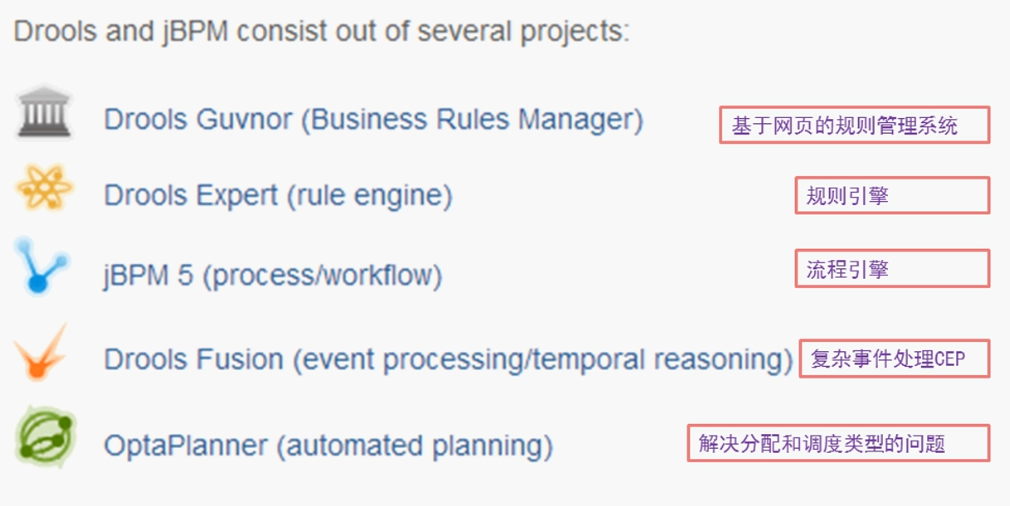 Drools and jBPM consist out of several projects:
Drools Guvnor (Business Rules Manager)
基于网页的规则管理系统
Drools Expert (rule engine)
规则引擎
jBPM 5 (process/workflow)
流程引擎
Drools Fusion (event processing/temporal reasoning)
复杂事件处理CEP
OptaPlanner (automated planning)
解决分配和调度类型的问题